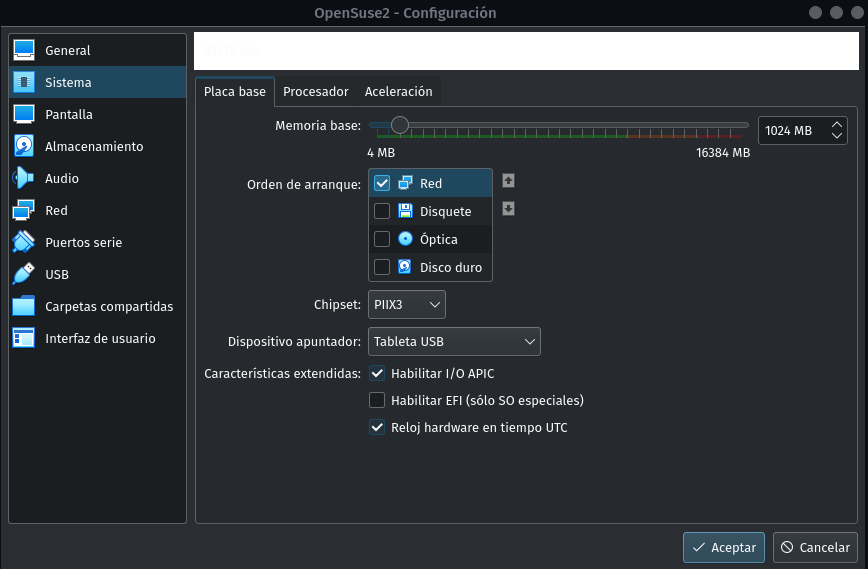 OpenSuse2 - Configuración
General
Sistema
Pantalla
Almacenamiento
Audio
Red
Puertos serie
USB
Carpetas compartidas
Interfaz de usuario
Placa base
Procesador
Aceleración
Memoria base:
1024 MB
4 MB
16384 MB
Orden de arranque:
Red
Disquete
Óptica
Disco duro
Chipset:
PIIX3
Dispositivo apuntador:
Tableta USB
Características extendidas:
Habilitar I/O APIC
Habilitar EFI (sólo SO especiales)
Reloj hardware en tiempo UTC
Aceptar
Cancelar